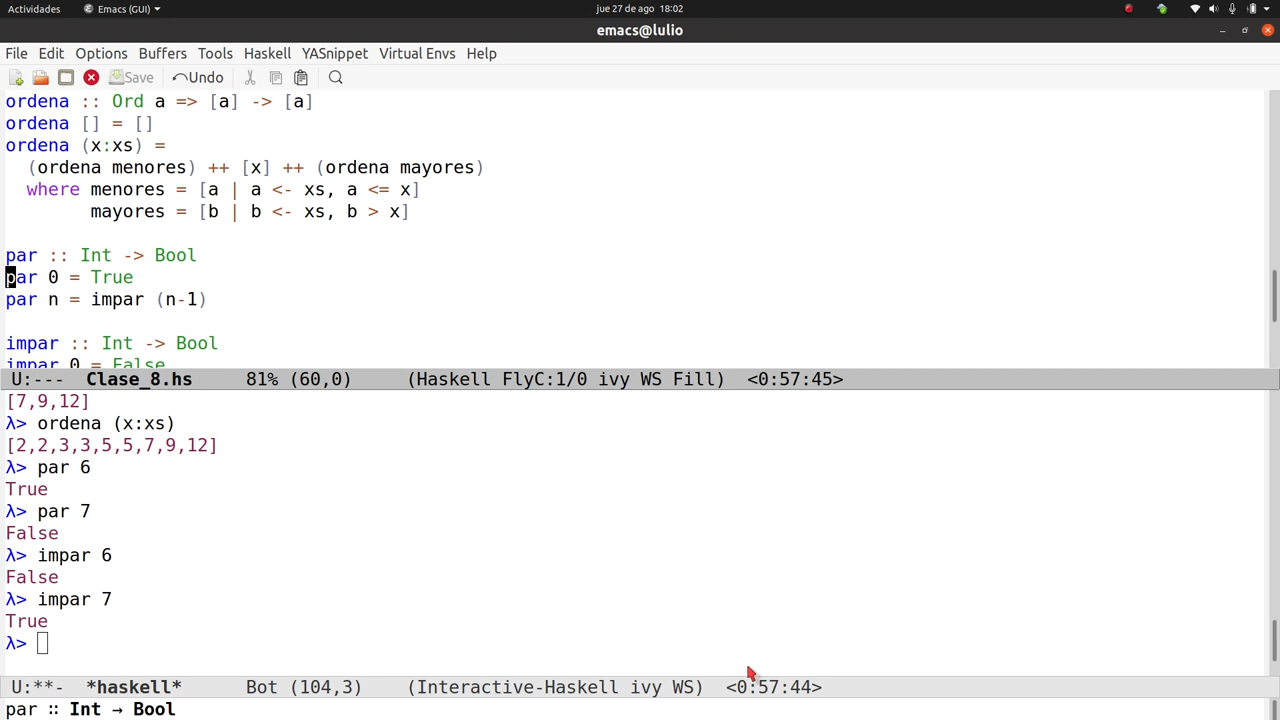 Actividades Emacs (GUI) jue 27 de ago 18:02
emacs@lulio
File Edit Options Buffers Tools Haskell YASnippet Virtual Envs Help
Save Undo
ordena :: Ord a => [a] -> [a]
ordena [] = []
ordena (x:xs) =
  (ordena menores) ++ [x] ++ (ordena mayores)
  where menores = [a | a <- xs, a <= x]
        mayores = [b | b <- xs, b > x]
par :: Int -> Bool
par 0 = True
par n = impar (n-1)
impar :: Int -> Bool
impar 0 = False
U:--- Clase_8.hs 81% (60,0) (Haskell FlyC:1/0 ivy WS Fill) <0:57:45>
[7,9,12]
λ> ordena (x:xs)
[2,2,3,3,5,5,7,9,12]
λ> par 6
True
λ> par 7
False
λ> impar 6
False
λ> impar 7
True
λ>
U:**- *haskell* Bot (104,3) (Interactive-Haskell ivy WS) <0:57:44>
par ∷ Int → Bool